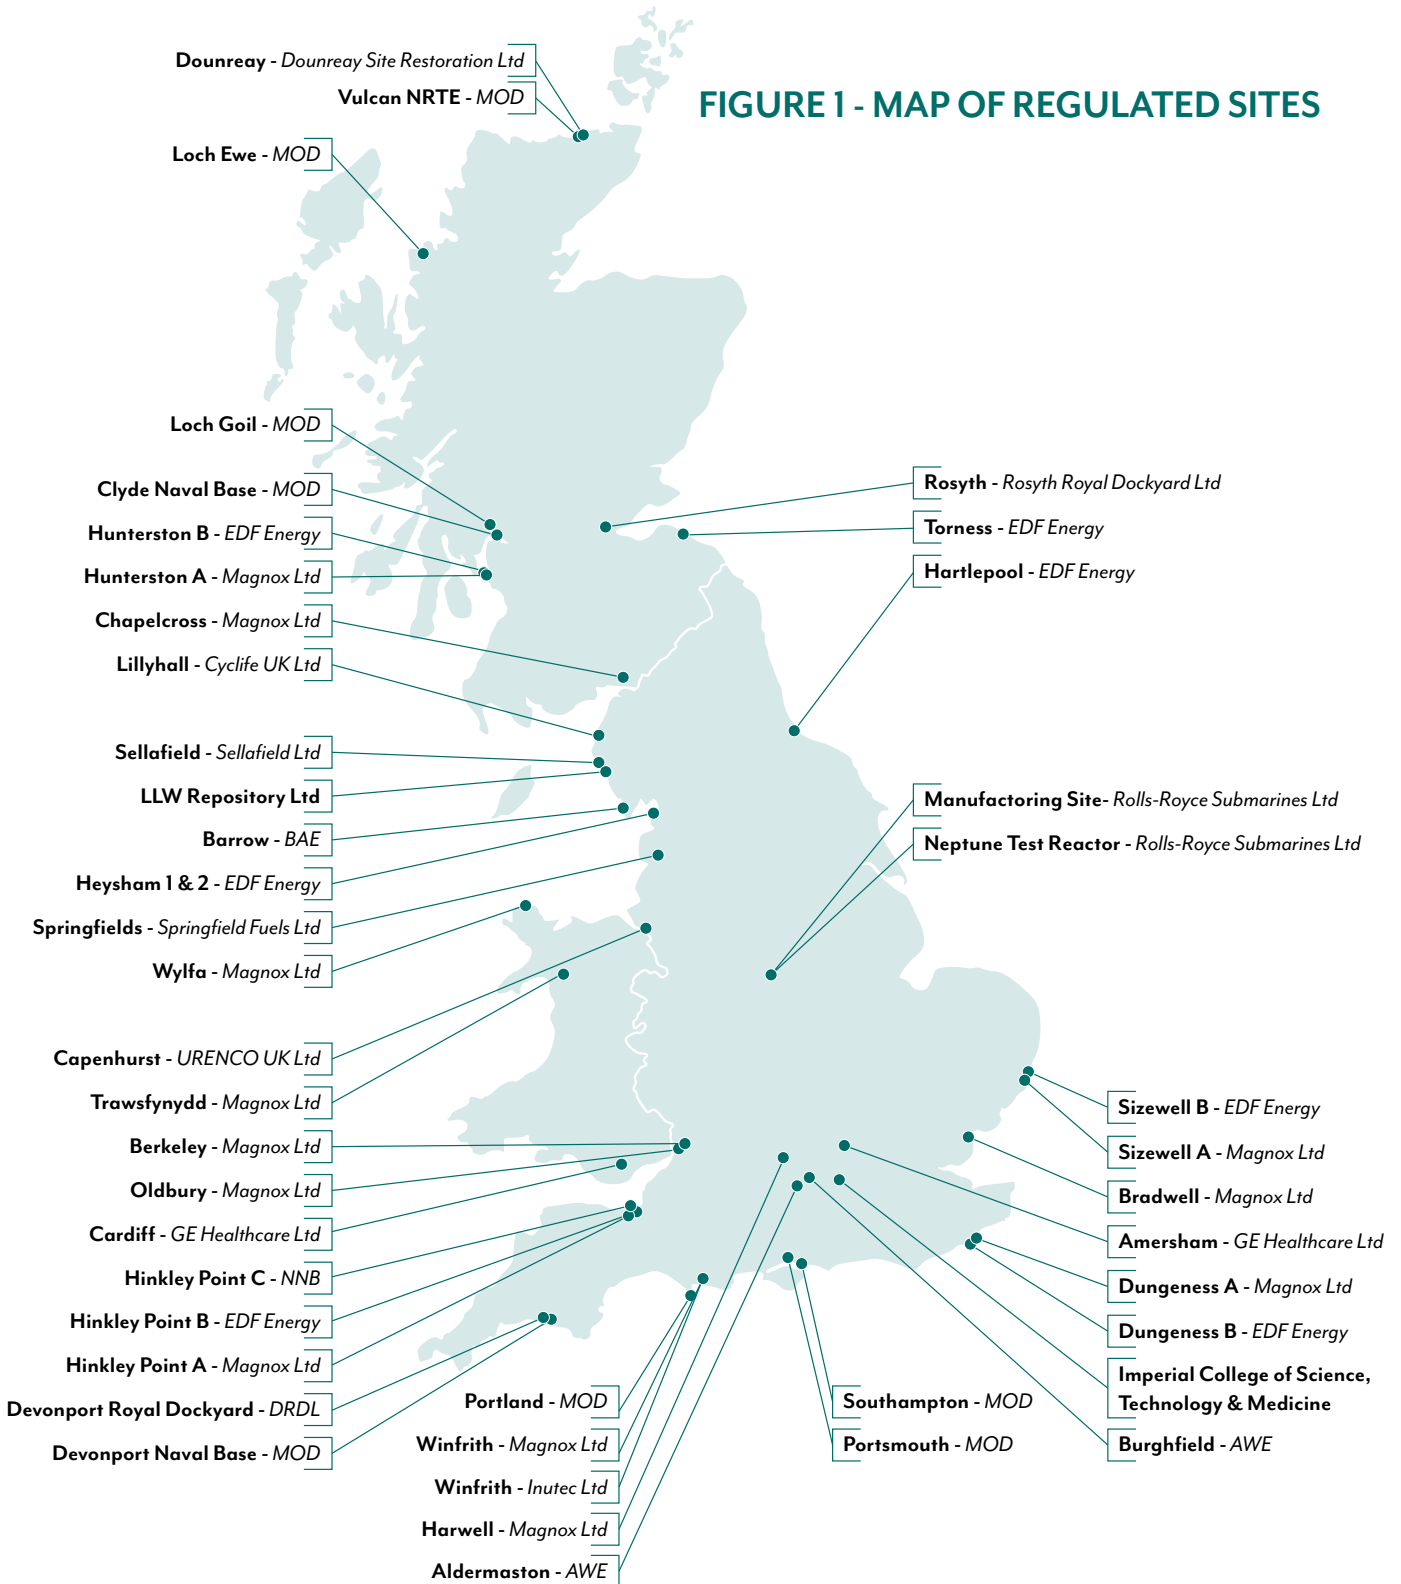 FIGURE 1 - MAP OF REGULATED SITES
Dounreay - Dounreay Site Restoration Ltd
Vulcan NRTE - MOD
Loch Ewe - MOD
Loch Goil - MOD
Clyde Naval Base - MOD
Hunterston B - EDF Energy
Hunterston A - Magnox Ltd
Chapelcross - Magnox Ltd
Lillyhall - Cyclife UK Ltd
Sellafield - Sellafield Ltd
LLW Repository Ltd
Barrow - BAE
Heysham 1 & 2 - EDF Energy
Springfields - Springfield Fuels Ltd
Wylfa - Magnox Ltd
Capenhurst - URENCO UK Ltd
Trawsfynydd - Magnox Ltd
Berkeley - Magnox Ltd
Oldbury - Magnox Ltd
Cardiff - GE Healthcare Ltd
Hinkley Point C - NNB
Hinkley Point B - EDF Energy
Hinkley Point A - Magnox Ltd
Devonport Royal Dockyard - DRDL
Devonport Naval Base - MOD
Portland - MOD
Winfrith - Magnox Ltd
Winfrith - Inutec Ltd
Harwell - Magnox Ltd
Aldermaston - AWE
Southampton - MOD
Portsmouth - MOD
Rosyth - Rosyth Royal Dockyard Ltd
Torness - EDF Energy
Hartlepool - EDF Energy
Manufactoring Site- Rolls-Royce Submarines Ltd
Neptune Test Reactor - Rolls-Royce Submarines Ltd
Sizewell B - EDF Energy
Sizewell A - Magnox Ltd
Bradwell - Magnox Ltd
Amersham - GE Healthcare Ltd
Dungeness A - Magnox Ltd
Dungeness B - EDF Energy
Imperial College of Science,
Technology & Medicine
Burghfield - AWE